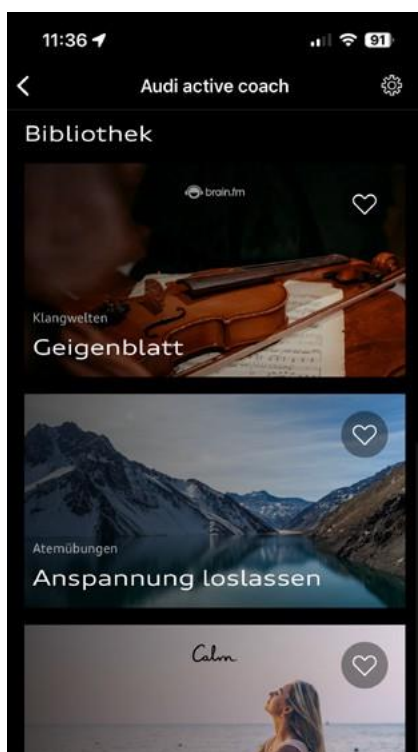 11:36
91
Audi active coach
Bibliothek
brain.fm
Klangwelten
Geigenblatt
Atemübungen
Anspannung loslassen
Calm